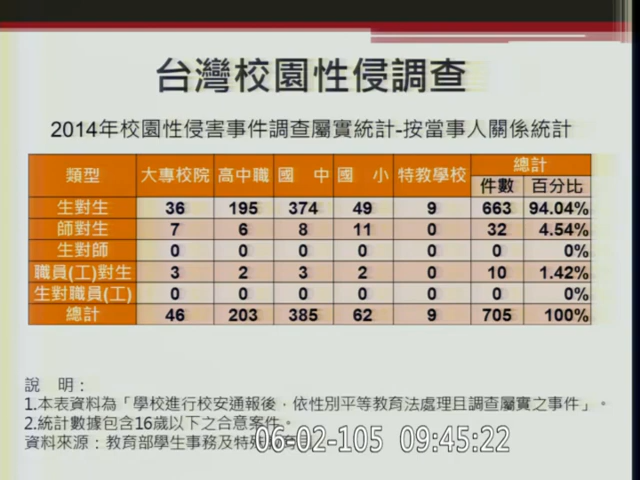 台灣校園性侵調查
2014年校園性侵害事件調查屬實統計-按當事人關係統計
類型 大專校院 高中職 國 中 國 小 特教學校 總計
件數 百分比
生對生 36 195 374 49 9 663 94.04%
師對生 7 6 8 11 0 32 4.54%
生對師 0 0 0 0 0 0 0%
職員(工)對生 3 2 3 2 0 10 1.42%
生對職員(工) 0 0 0 0 0 0 0%
總計 46 203 385 62 9 705 100%
說 明：
1.本表資料為「學校進行校安通報後，依性別平等教育法處理且調查屬實之事件」。
2.統計數據包含16歲以下之合意案件。
資料來源：教育部學生事務及特殊
06-02-105 09:45:22